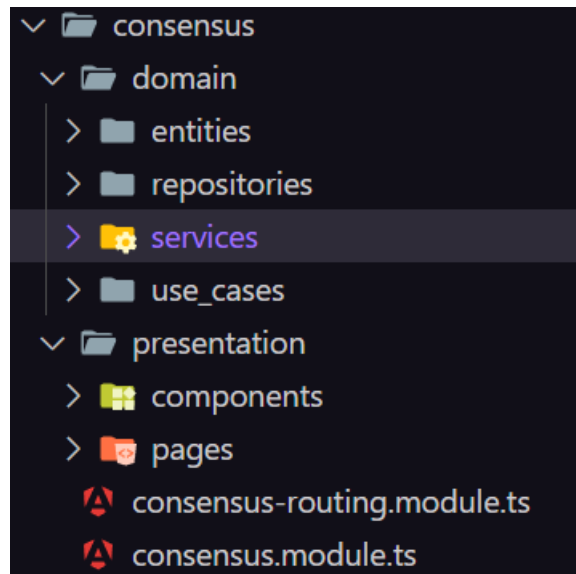 consensus
domain
entities
repositories
services
use_cases
presentation
components
pages
consensus-routing.module.ts
consensus.module.ts